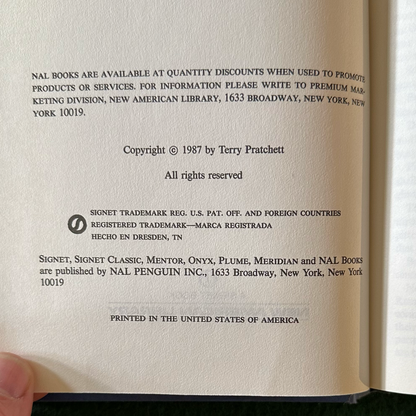 NAL BOOKS ARE AVAILABLE AT QUANTITY DISCOUNTS WHEN USED TO PROMOTE
PRODUCTS OR SERVICES. FOR INFORMATION PLEASE WRITE TO PREMIUM MAR-
KETING DIVISION, NEW AMERICAN LIBRARY, 1633 BROADWAY, NEW YORK, NEW
YORK 10019.
Copyright © 1987 by Terry Pratchett
All rights reserved
SIGNET TRADEMARK REG. U.S. PAT. OFF. AND FOREIGN COUNTRIES
REGISTERED TRADEMARK—MARCA REGISTRADA
HECHO EN DRESDEN, TN
SIGNET, SIGNET CLASSIC, MENTOR, ONYX, PLUME, MERIDIAN and NAL BOOKS
are published by NAL PENGUIN INC., 1633 Broadway, New York, New York
10019
PRINTED IN THE UNITED STATES OF AMERICA